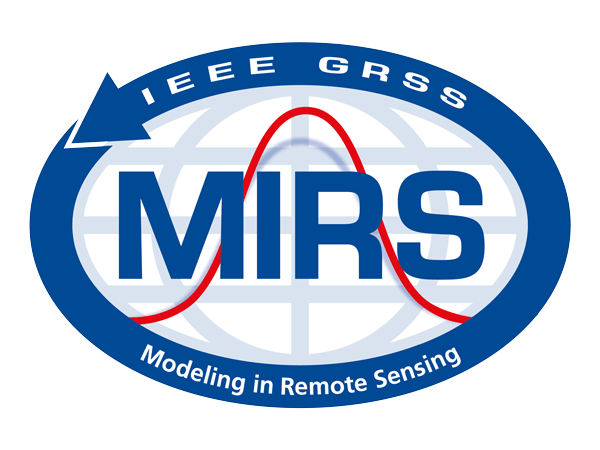 IEEE GRSS
MIRS
Modeling in Remote Sensing